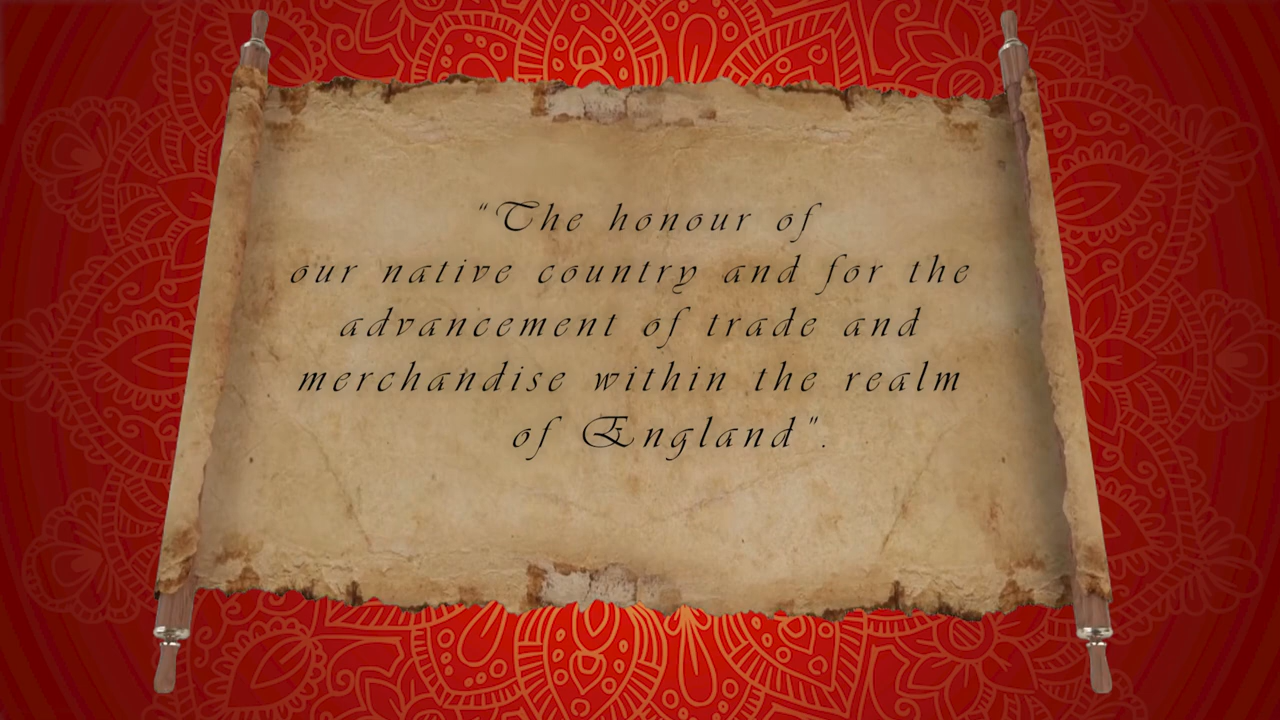 “The honour of
our native country and for the
advancement of trade and
merchandise within the realm
of England”.